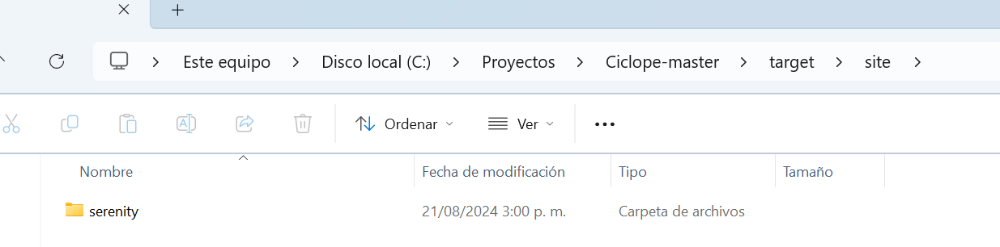 Este equipo > Disco local (C:) > Proyectos > Ciclope-master > target > site >
Ordenar Ver
Nombre Fecha de modificación Tipo Tamaño
serenity 21/08/2024 3:00 p. m. Carpeta de archivos